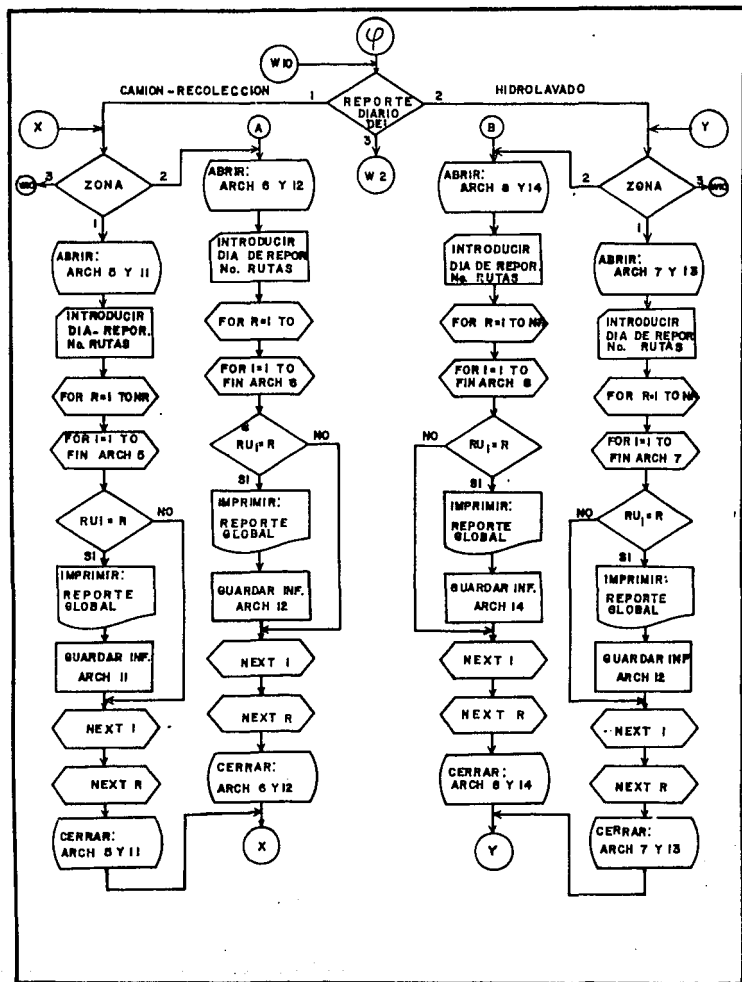 φ
W10
CAMION-RECOLECCION
1
REPORTE
DIARIO
DE:
2
HIDROLAVADO
3
W2
X
3
ZONA
2
1
ABRIR:
ARCH 5 Y 11
INTRODUCIR
DIA-REPOR.
No. RUTAS
FOR R=1 TO NR
FOR I=1 TO
FIN ARCH 5
RUI = R
NO
SI
IMPRIMIR:
REPORTE
GLOBAL
GUARDAR INF.
ARCH 11
NEXT I
NEXT R
CERRAR:
ARCH 5 Y 11
A
ABRIR:
ARCH 6 Y 12
INTRODUCIR
DIA DE REPOR.
No. RUTAS
FOR R=1 TO
FOR I=1 TO
FIN ARCH 6
RUI = R
NO
SI
IMPRIMIR:
REPORTE
GLOBAL
GUARDAR INF.
ARCH 12
NEXT I
NEXT R
CERRAR:
ARCH 6 Y 12
X
B
ABRIR:
ARCH 8 Y 14
INTRODUCIR
DIA DE REPOR.
No. RUTAS
FOR R=1 TO NR
FOR I=1 TO
FIN ARCH 8
RUI = R
NO
SI
IMPRIMIR:
REPORTE
GLOBAL
GUARDAR INF.
ARCH 14
NEXT I
NEXT R
CERRAR:
ARCH 8 Y 14
Y
Y
2
ZONA
3
1
ABRIR:
ARCH 7 Y 13
INTRODUCIR
DIA DE REPOR.
No. RUTAS
FOR R=1 TO NR
FOR I=1 TO
FIN ARCH 7
RUI = R
NO
SI
IMPRIMIR:
REPORTE
GLOBAL
GUARDAR INF
ARCH 12
NEXT I
NEXT R
CERRAR:
ARCH 7 Y 13